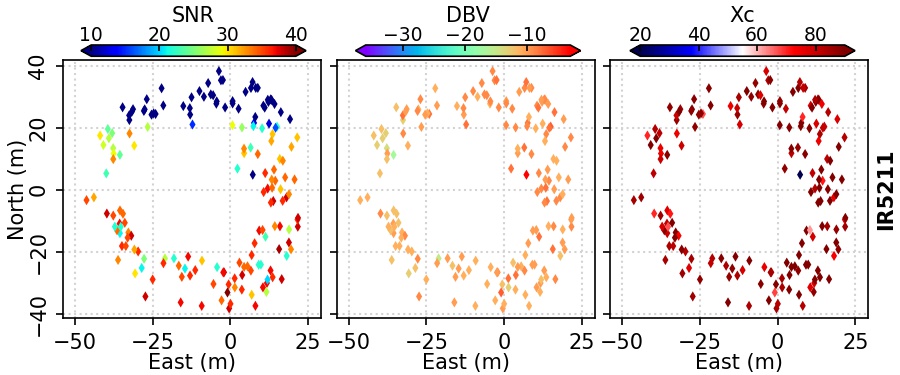 SNR DBV Xc
10 20 30 40 −30 −20 −10 20 40 60 80
40
20
0
−20
−40
North (m)
−50 −25 0 25 −50 −25 0 25 −50 −25 0 25
East (m) East (m) East (m)
IR5211